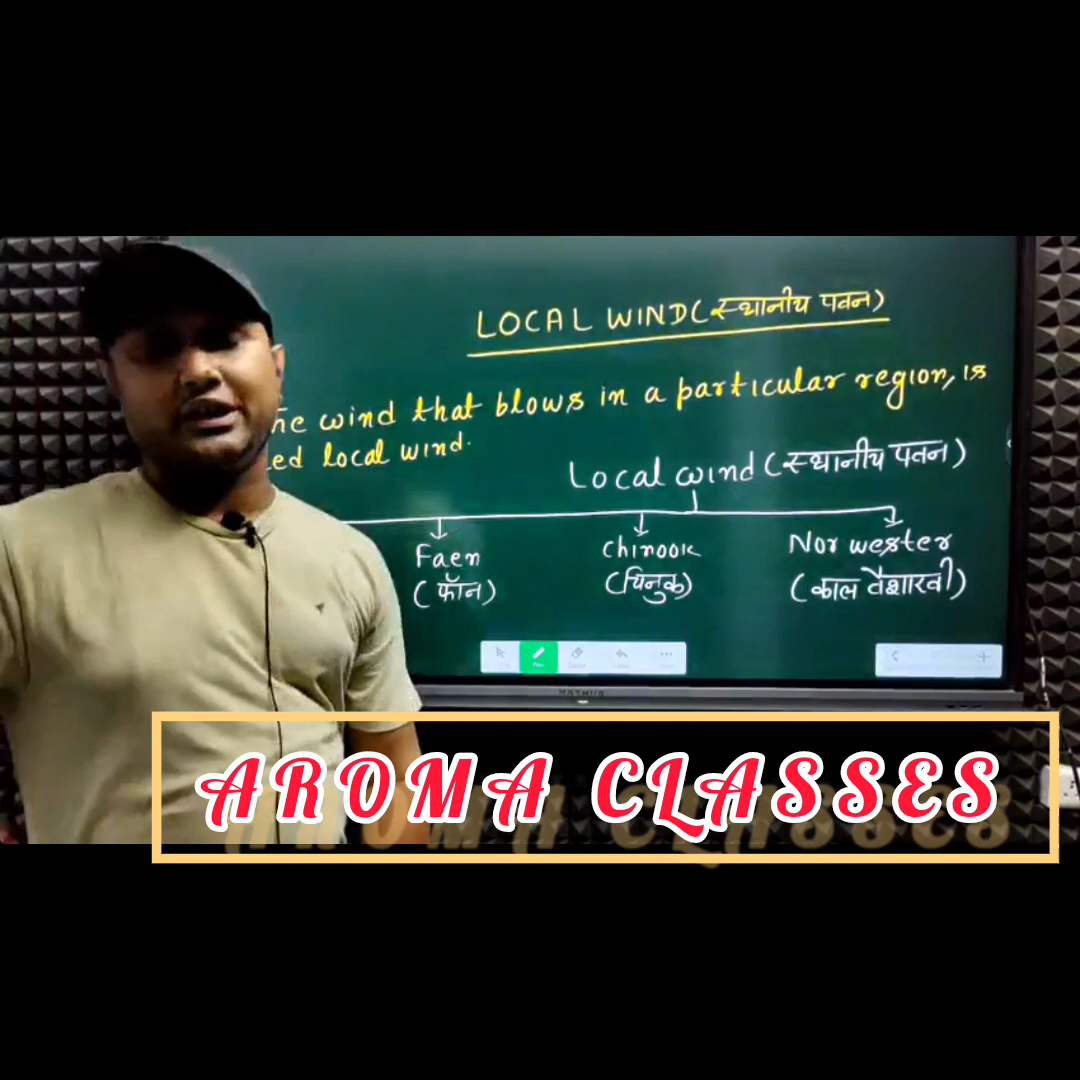 LOCAL WIND (स्थानीय पवन)
he wind that blows in a particular region, is
ed local wind.
Local wind (स्थानीय पवन)
Faen
(फॉन)
Chinook
(चिनुक)
Nor wester
(काल वैशाखी)
AROMA CLASSES